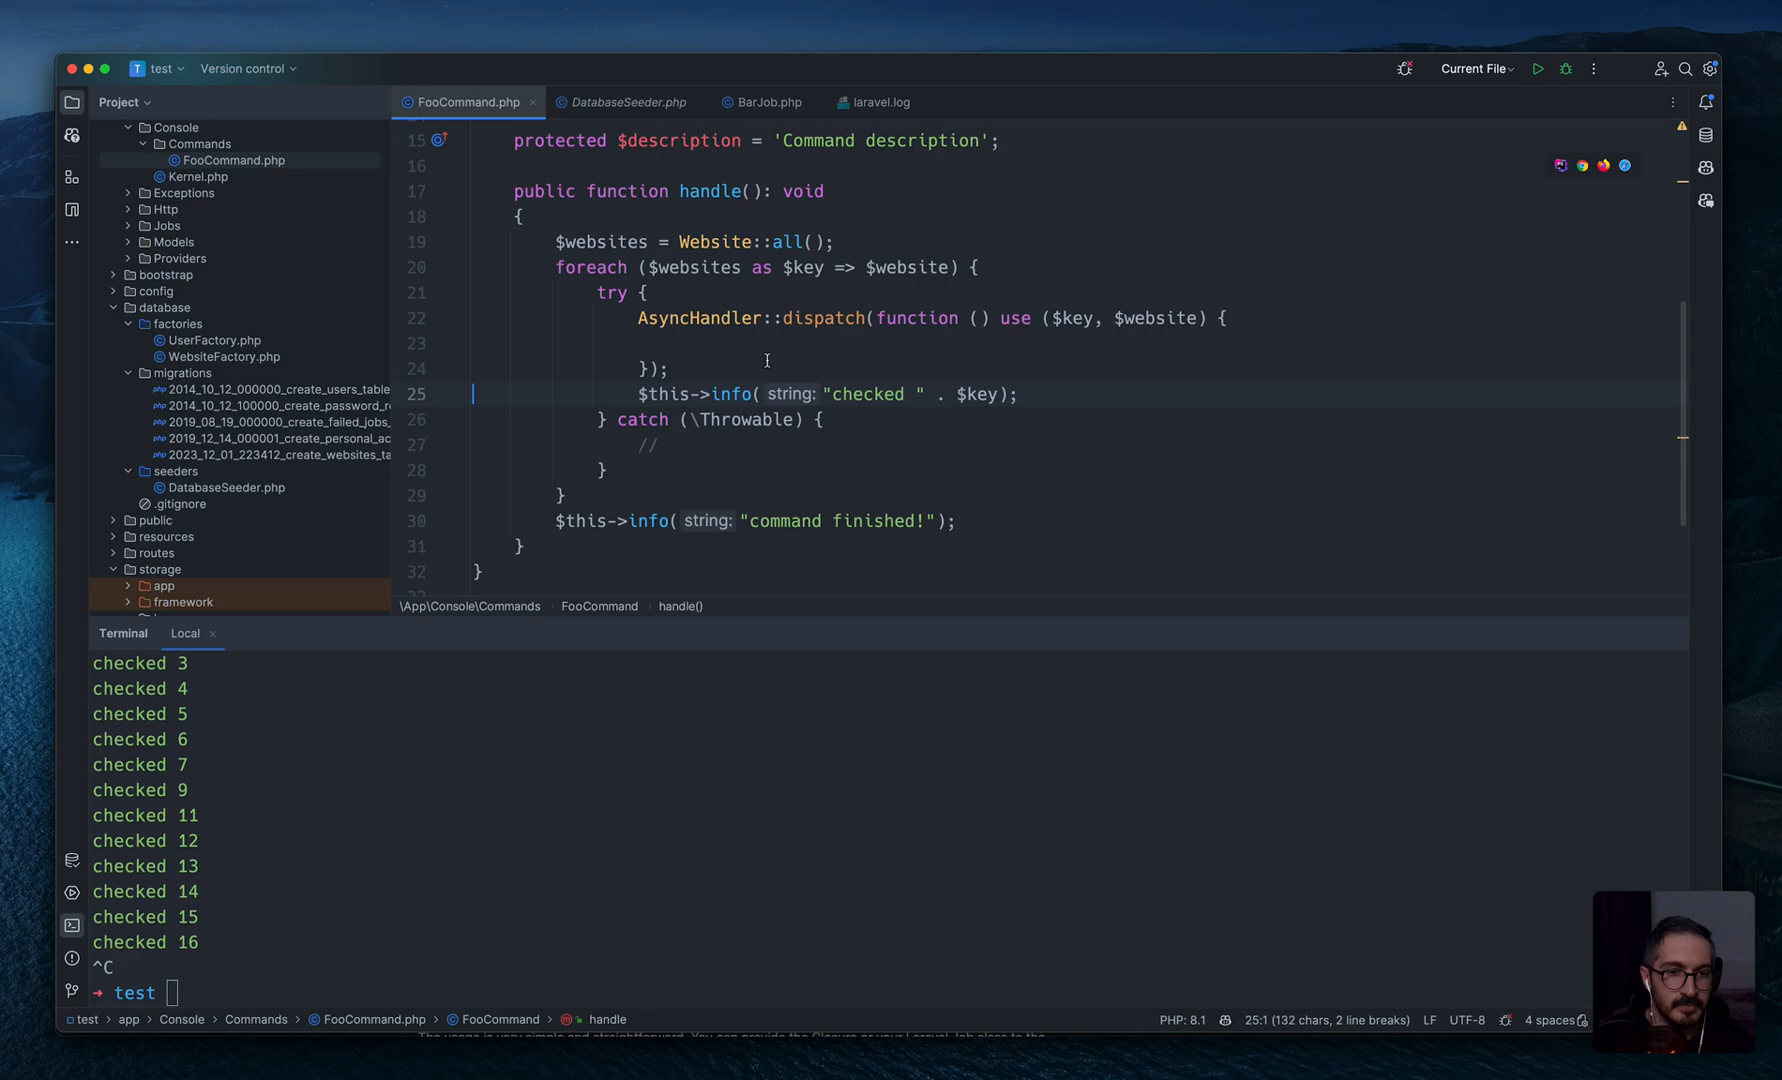 T test Version control Current File
Project FooCommand.php DatabaseSeeder.php BarJob.php laravel.log
Console
Commands
FooCommand.php
Kernel.php
Exceptions
Http
Jobs
Models
Providers
bootstrap
config
database
factories
UserFactory.php
WebsiteFactory.php
migrations
php 2014_10_12_000000_create_users_table
php 2014_10_12_100000_create_password_r
php 2019_08_19_000000_create_failed_jobs_
php 2019_12_14_000001_create_personal_ac
php 2023_12_01_223412_create_websites_ta
seeders
DatabaseSeeder.php
.gitignore
public
resources
routes
storage
app
framework
15 protected $description = 'Command description';
16
17 public function handle(): void
18 {
19 $websites = Website::all();
20 foreach ($websites as $key => $website) {
21 try {
22 AsyncHandler::dispatch(function () use ($key, $website) {
23
24 });
25 $this->info( string: "checked " . $key);
26 } catch (\Throwable) {
27 //
28 }
29 }
30 $this->info( string: "command finished!");
31 }
32 }
\App\Console\Commands FooCommand handle()
Terminal Local
checked 3
checked 4
checked 5
checked 6
checked 7
checked 9
checked 11
checked 12
checked 13
checked 14
checked 15
checked 16
^C
→ test
test app Console Commands FooCommand.php FooCommand m handle PHP: 8.1 25:1 (132 chars, 2 line breaks) LF UTF-8 4 spaces